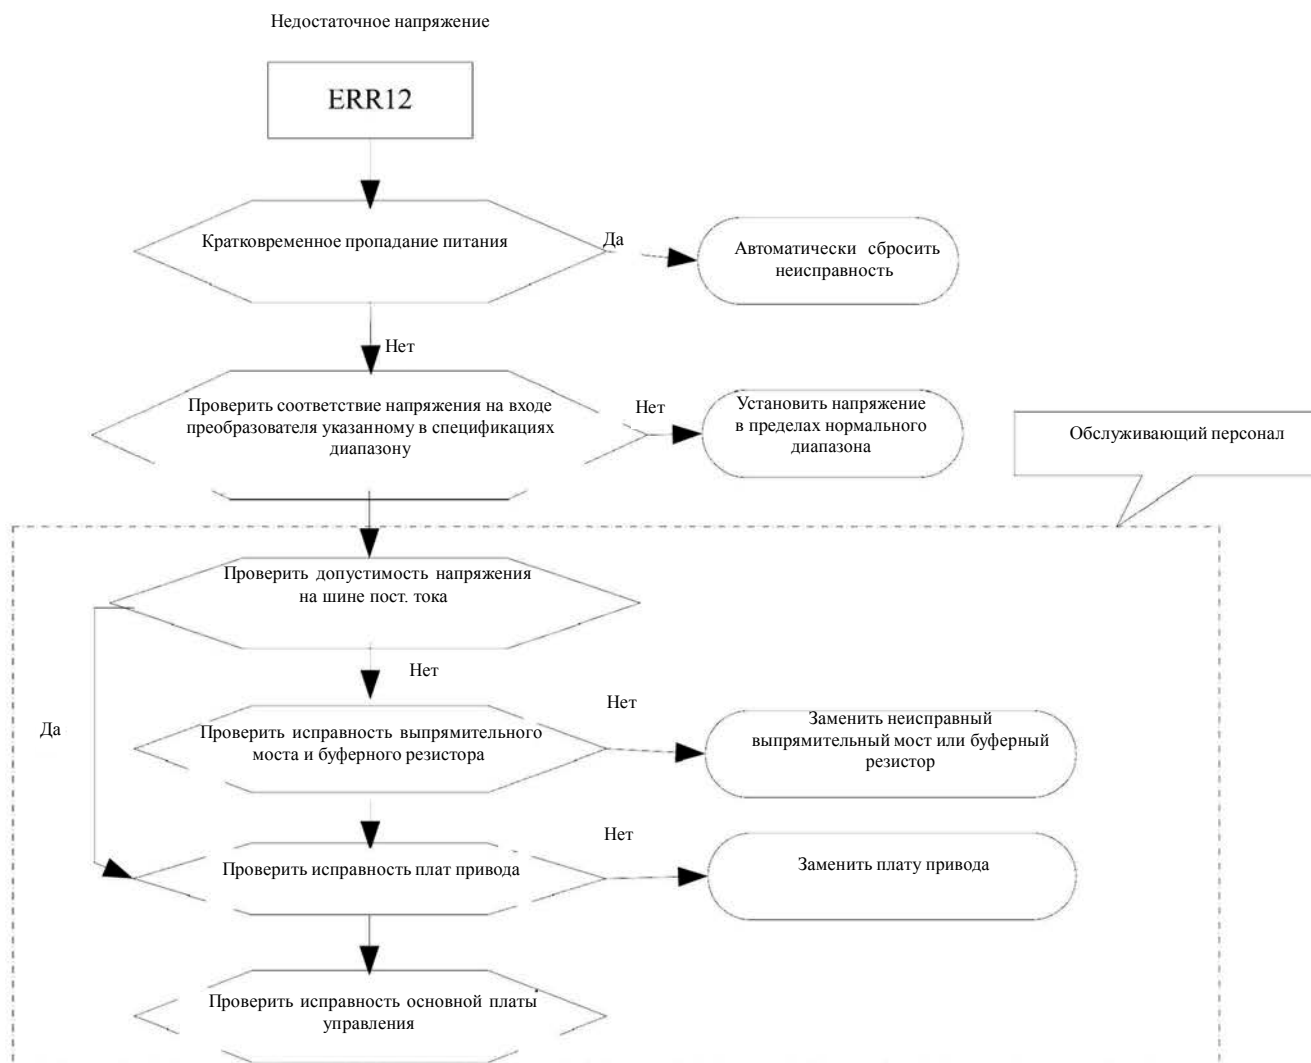 Недостаточное напряжение
ERR12
Кратковременное пропадание питания
Да
Автоматически сбросить
неисправность
Нет
Проверить соответствие напряжения на входе
преобразователя указанному в спецификациях
диапазону
Нет
Установить напряжение
в пределах нормального
диапазона
Обслуживающий персонал
Проверить допустимость напряжения
на шине пост. тока
Нет
Да
Проверить исправность выпрямительного
моста и буферного резистора
Нет
Заменить неисправный
выпрямительный мост или буферный
резистор
Проверить исправность плат привода
Нет
Заменить плату привода
Проверить исправность основной платы
управления